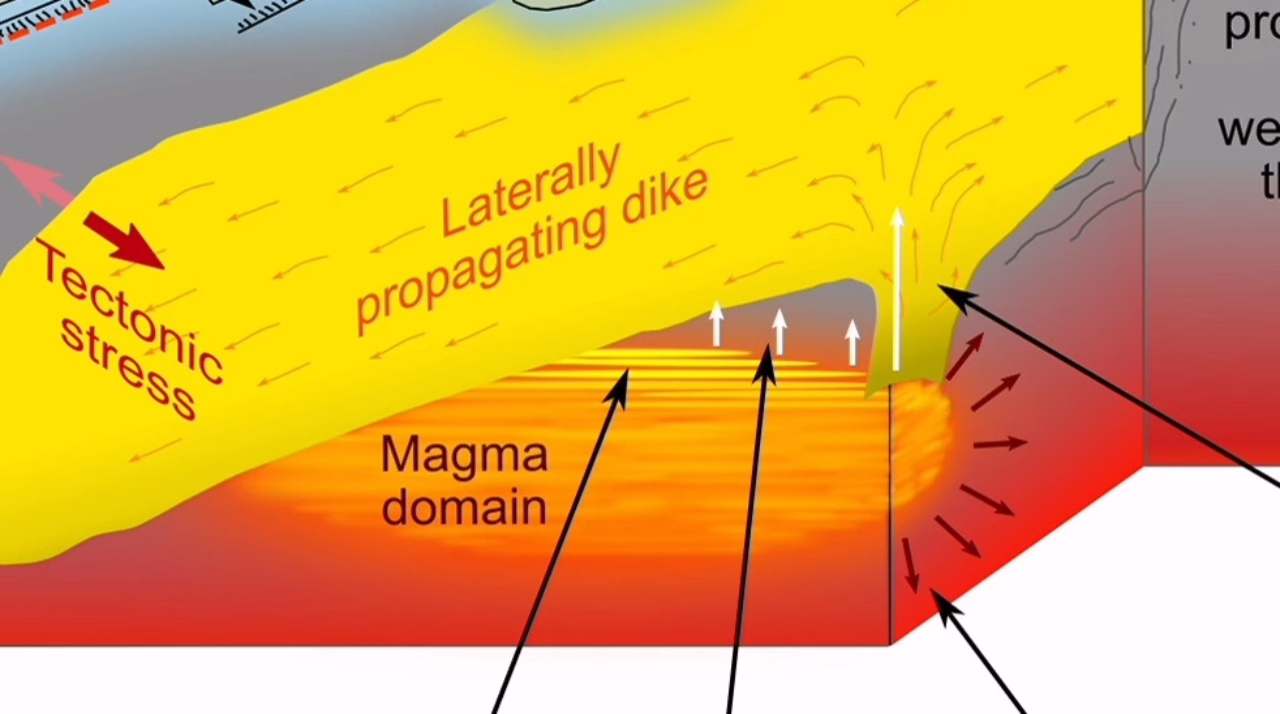 Laterally
propagating dike
Tectonic
stress
Magma
domain